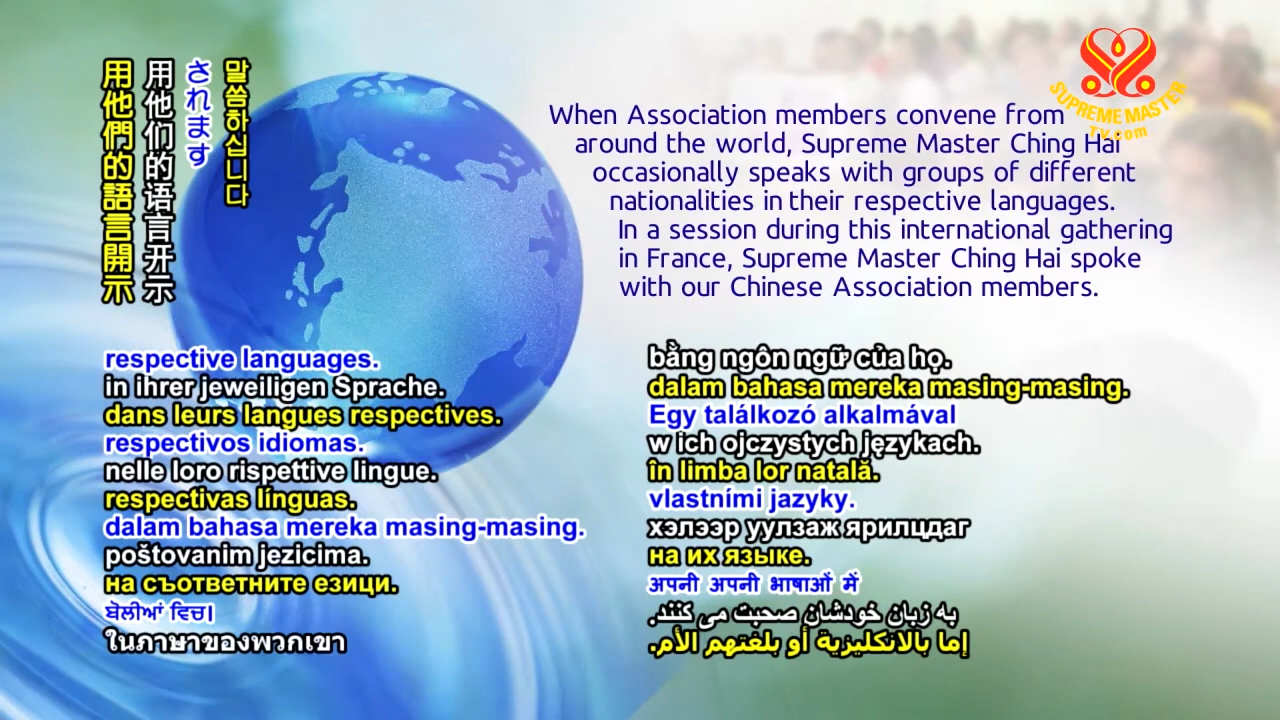 用他們的語言開示
用他们的语言开示
されます
말씀하십니다
SUPREME MASTER
TV.com
When Association members convene from
around the world, Supreme Master Ching Hai
occasionally speaks with groups of different
nationalities in their respective languages.
In a session during this international gathering
in France, Supreme Master Ching Hai spoke
with our Chinese Association members.
respective languages.
in ihrer jeweiligen Sprache.
dans leurs langues respectives.
respectivos idiomas.
nelle loro rispettive lingue.
respectivas línguas.
dalam bahasa mereka masing-masing.
poštovanim jezicima.
на съответните езици.
ਬੋਲੀਆਂ ਵਿਚ।
ในภาษาของพวกเขา
bằng ngôn ngữ của họ.
dalam bahasa mereka masing-masing.
Egy találkozó alkalmával
w ich ojczystych językach.
în limba lor natală.
vlastními jazyky.
хэлээр уулзаж ярилцдаг
на их языке.
अपनी अपनी भाषाओं में
به زبان خودشان صحبت می کنند.
إما بالانكليزية أو بلغتهم الأم.